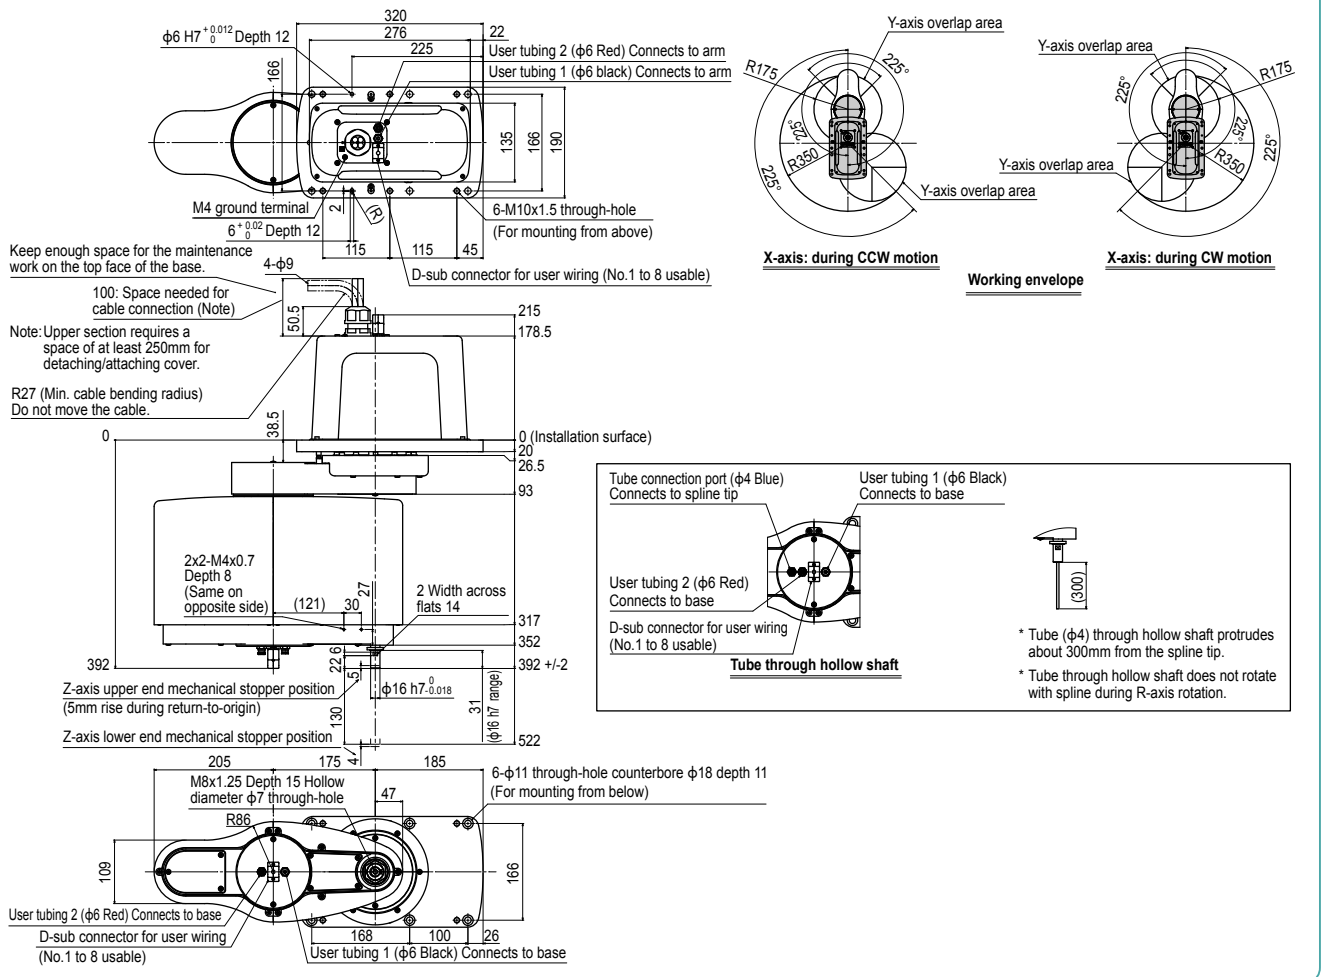 320
276
22
225
φ6 H7 +0.012 0 Depth 12
User tubing 2 (φ6 Red) Connects to arm
User tubing 1 (φ6 black) Connects to arm
166
135
166
190
M4 ground terminal
2
(R)
6 +0.02 0 Depth 12
6-M10x1.5 through-hole
(For mounting from above)
115
115
45
D-sub connector for user wiring (No.1 to 8 usable)
Y-axis overlap area
R175
225°
225°
R350
225°
Y-axis overlap area
X-axis: during CCW motion
Y-axis overlap area
R175
225°
225°
R350
225°
Y-axis overlap area
X-axis: during CW motion
Working envelope
Keep enough space for the maintenance
work on the top face of the base.
4-φ9
100: Space needed for
cable connection (Note)
50.5
Note: Upper section requires a
space of at least 250mm for
detaching/attaching cover.
R27 (Min. cable bending radius)
Do not move the cable.
215
178.5
38.5
0
0 (Installation surface)
20
26.5
93
2x2-M4x0.7
Depth 8
(Same on
opposite side)
(121)
30
27
2 Width across
flats 14
317
352
392
6
22
392 +/-2
5
Z-axis upper end mechanical stopper position
(5mm rise during return-to-origin)
φ16 h7 0 -0.018
130
31
(φ16 h7 range)
Z-axis lower end mechanical stopper position
4
522
Tube connection port (φ4 Blue)
Connects to spline tip
User tubing 1 (φ6 Black)
Connects to base
User tubing 2 (φ6 Red)
Connects to base
D-sub connector for user wiring
(No.1 to 8 usable)
Tube through hollow shaft
(300)
* Tube (φ4) through hollow shaft protrudes
about 300mm from the spline tip.
* Tube through hollow shaft does not rotate
with spline during R-axis rotation.
205
175
185
M8x1.25 Depth 15 Hollow
diameter φ7 through-hole
47
6-φ11 through-hole counterbore φ18 depth 11
(For mounting from below)
R86
109
166
User tubing 2 (φ6 Red) Connects to base
D-sub connector for user wiring
(No.1 to 8 usable)
168
100
26
User tubing 1 (φ6 Black) Connects to base